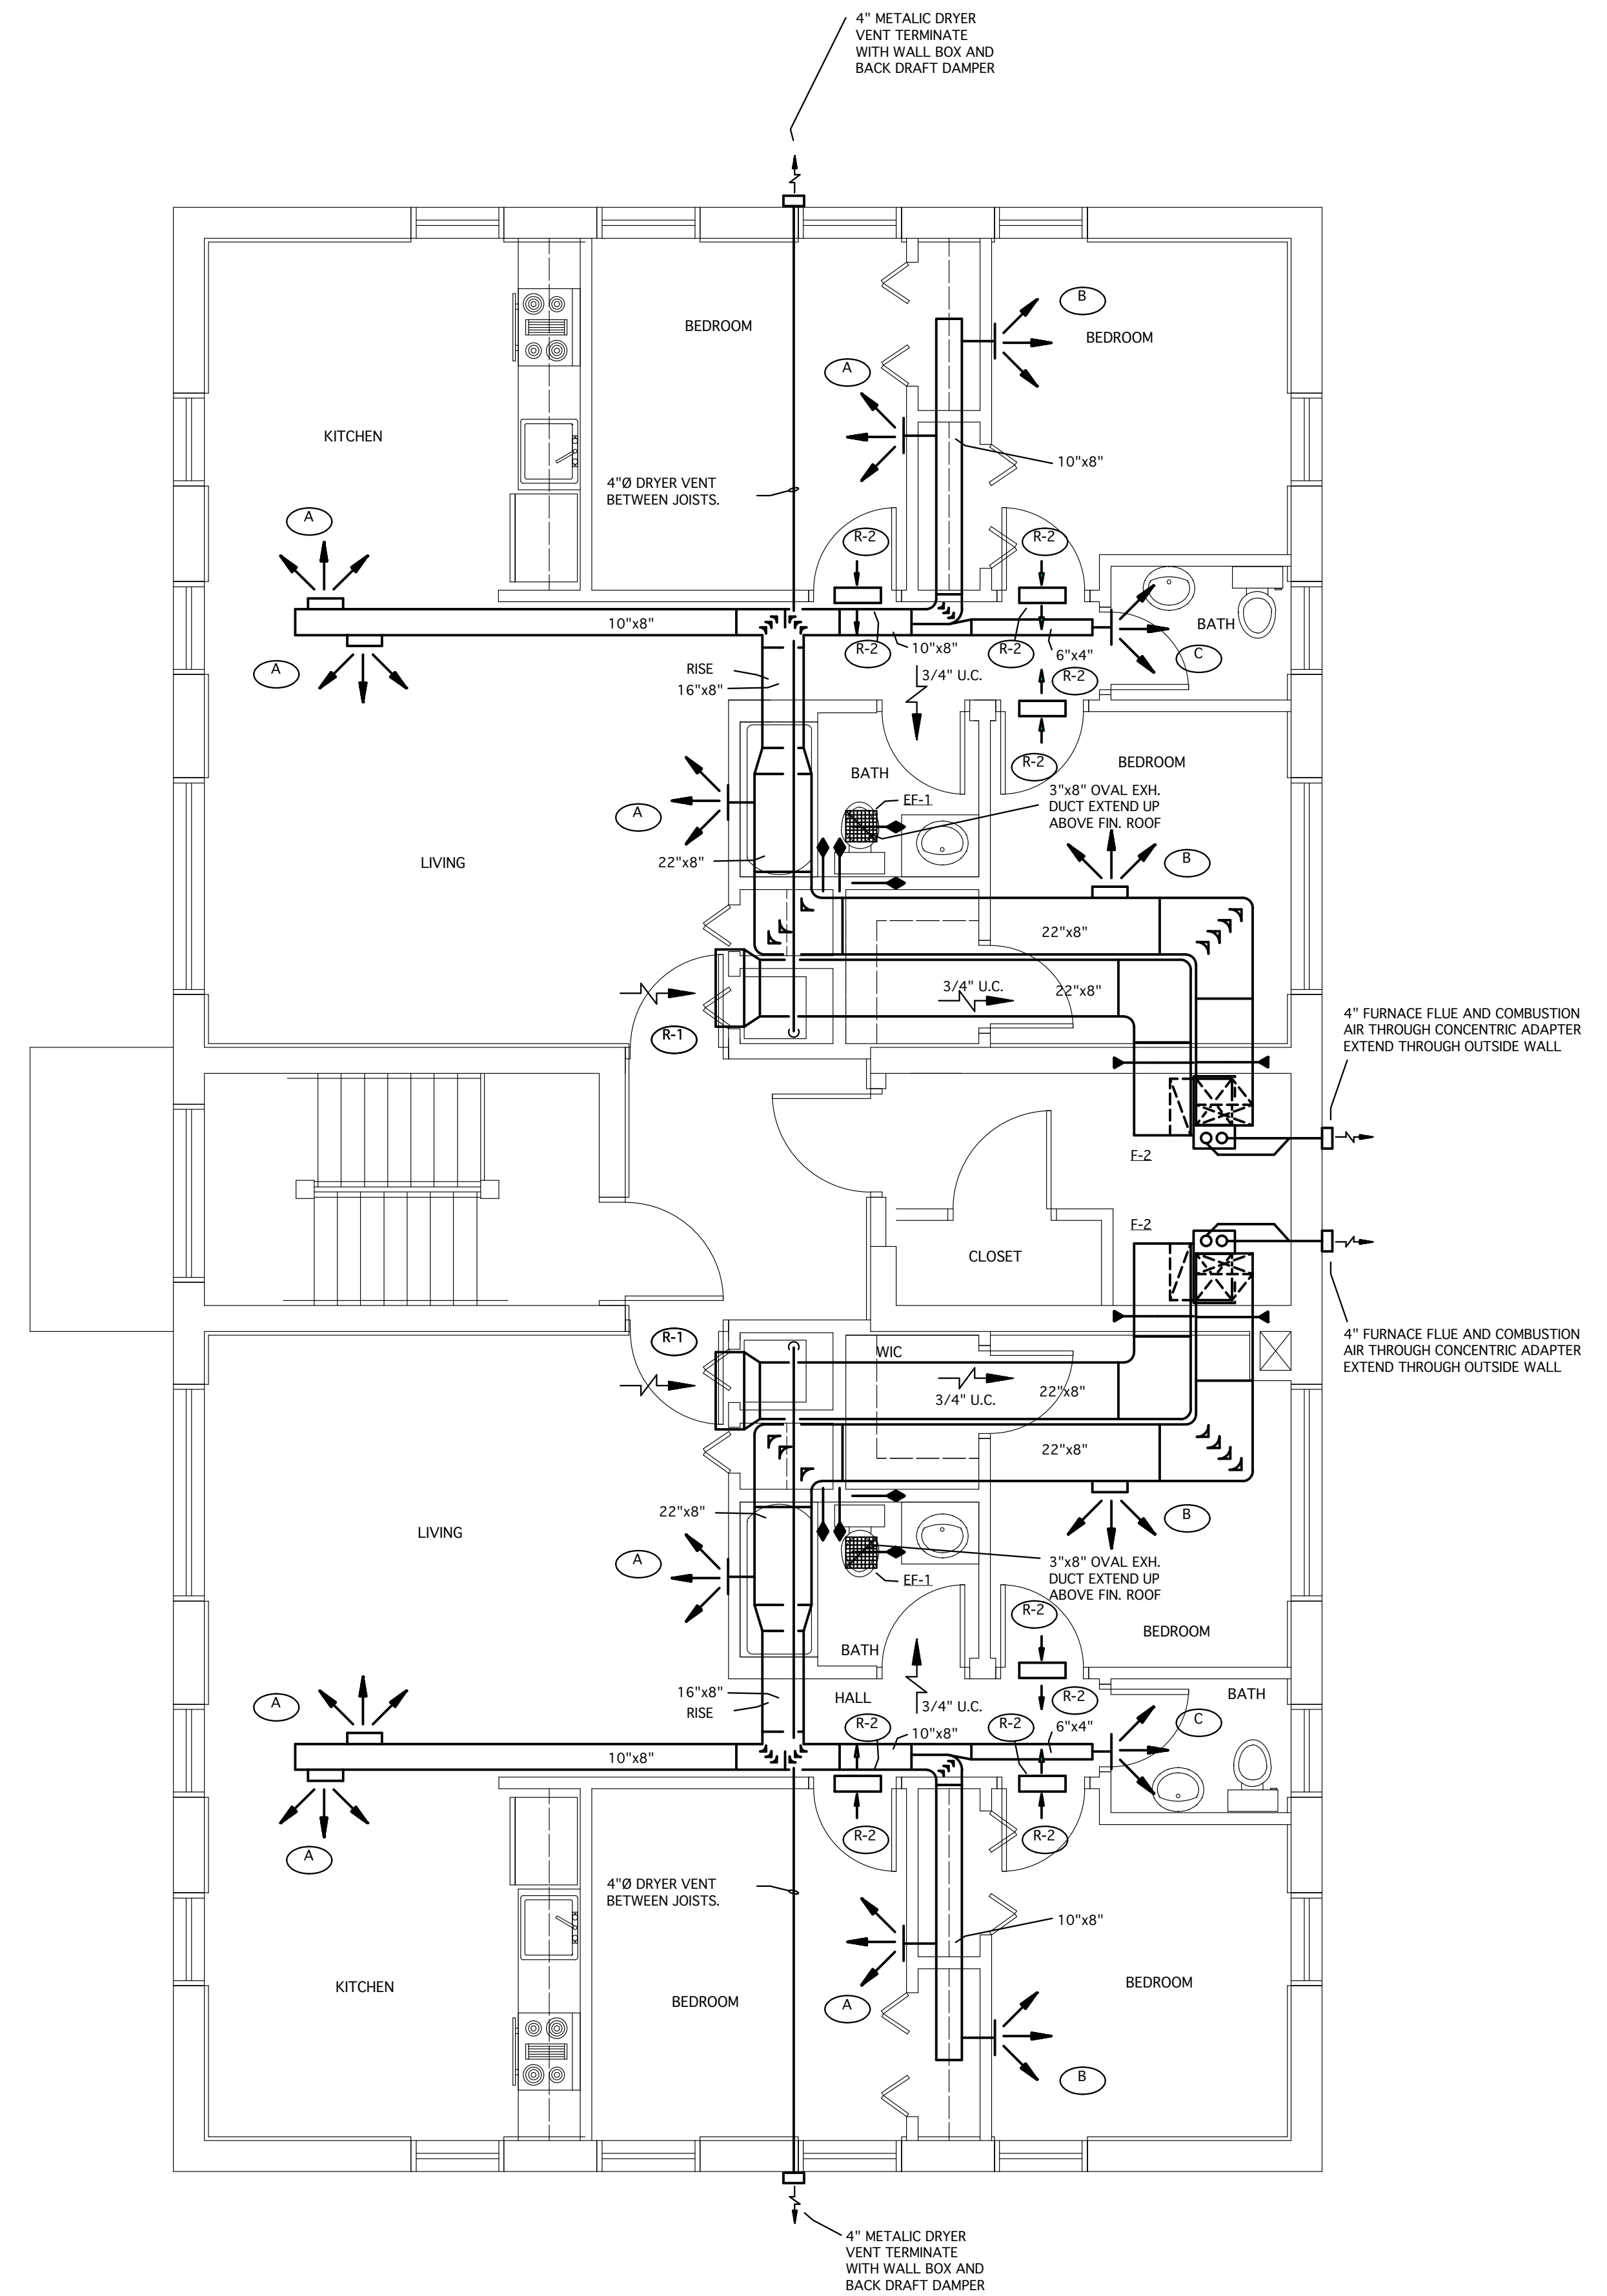 4" METALIC DRYER
VENT TERMINATE
WITH WALL BOX AND
BACK DRAFT DAMPER
B
BEDROOM
BEDROOM
A
KITCHEN
10"x8"
4"Ø DRYER VENT
BETWEEN JOISTS.
A
R-2
R-2
10"x8"
BATH
R-2
10"x8"
R-2
6"x4"
C
A
RISE
16"x8"
3/4" U.C.
R-2
BATH
R-2
BEDROOM
EF-1
3"x8" OVAL EXH.
DUCT EXTEND UP
ABOVE FIN. ROOF
A
LIVING
22"x8"
B
22"x8"
3/4" U.C.
22"x8"
R-1
4" FURNACE FLUE AND COMBUSTION
AIR THROUGH CONCENTRIC ADAPTER
EXTEND THROUGH OUTSIDE WALL
F-2
F-2
CLOSET
4" FURNACE FLUE AND COMBUSTION
AIR THROUGH CONCENTRIC ADAPTER
EXTEND THROUGH OUTSIDE WALL
R-1
WIC
22"x8"
3/4" U.C.
22"x8"
22"x8"
B
LIVING
A
3"x8" OVAL EXH.
DUCT EXTEND UP
ABOVE FIN. ROOF
EF-1
R-2
BEDROOM
BATH
16"x8"
RISE
HALL
3/4" U.C.
R-2
BATH
A
R-2
10"x8"
R-2
6"x4"
C
10"x8"
A
R-2
R-2
4"Ø DRYER VENT
BETWEEN JOISTS.
10"x8"
KITCHEN
BEDROOM
A
BEDROOM
B
4" METALIC DRYER
VENT TERMINATE
WITH WALL BOX AND
BACK DRAFT DAMPER